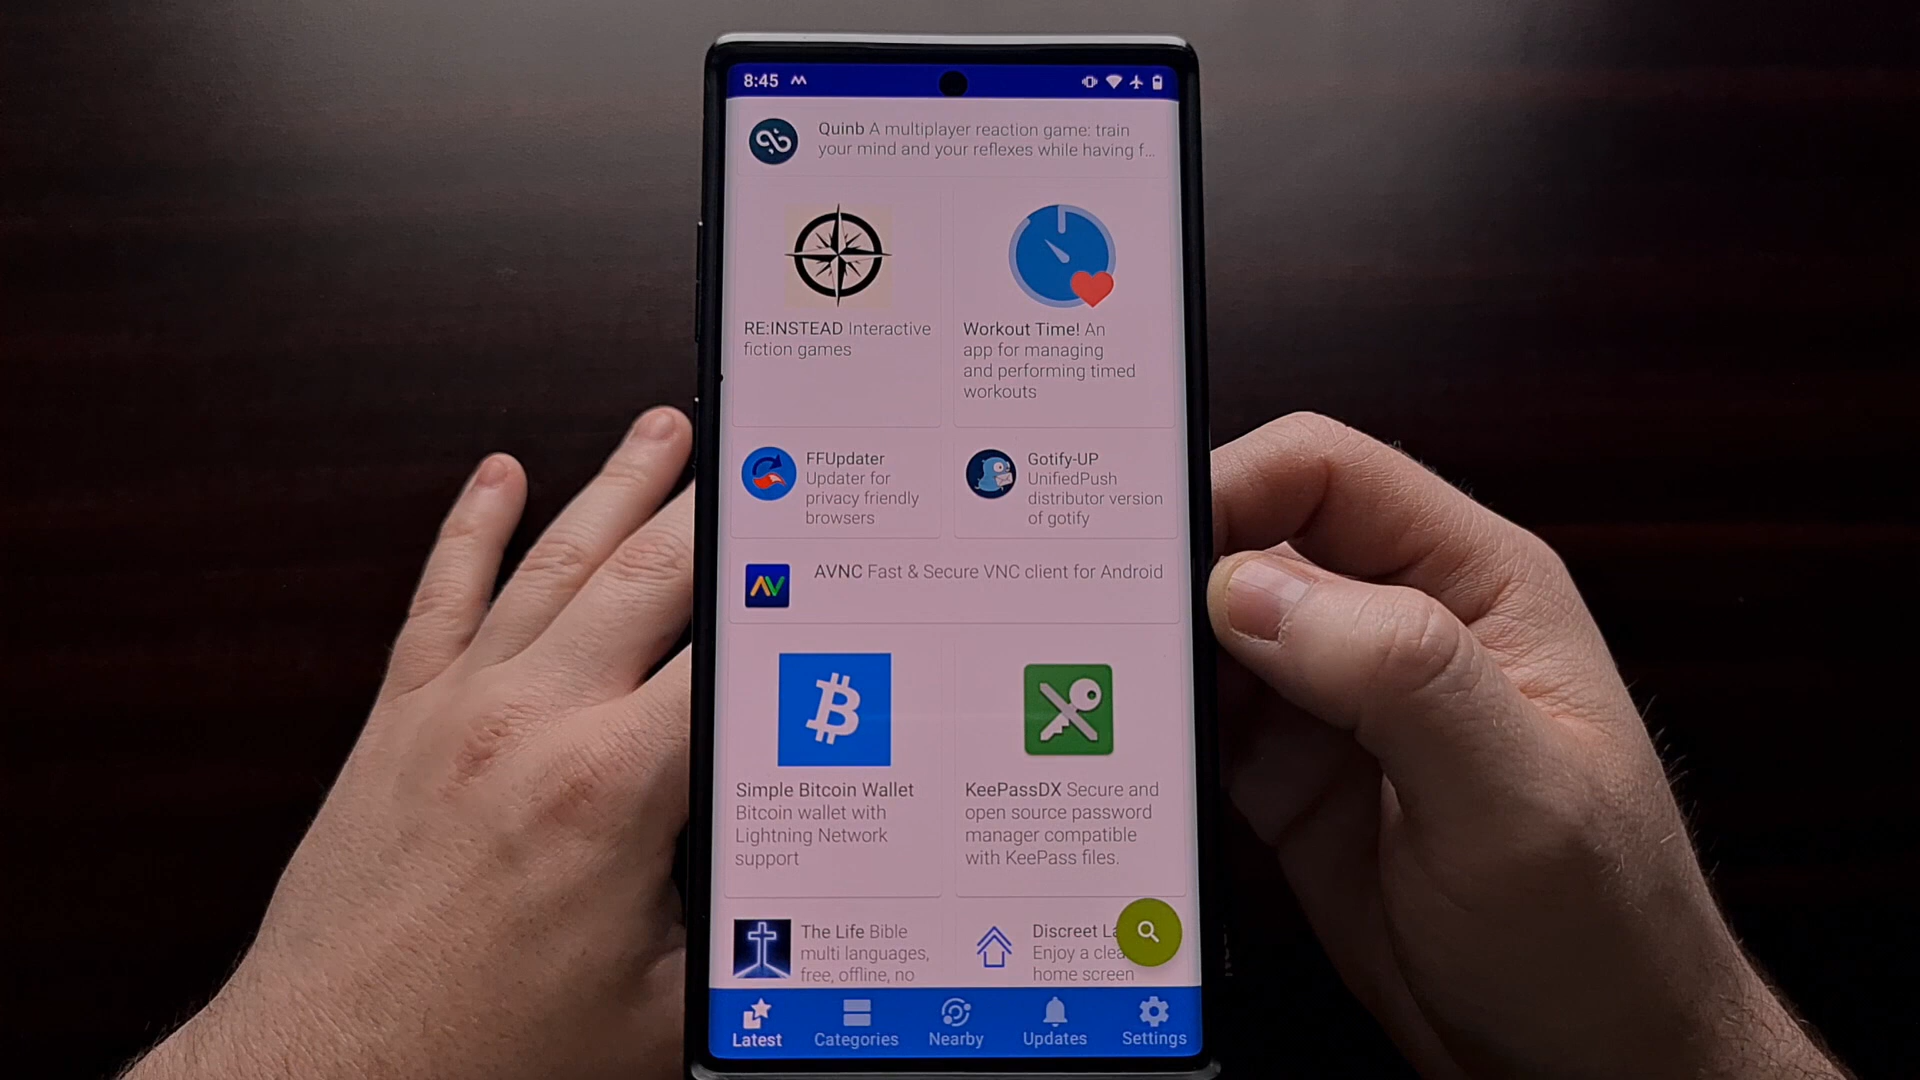 8:45
Quinb A multiplayer reaction game: train
your mind and your reflexes while having f...
RE:INSTEAD Interactive
fiction games
Workout Time! An
app for managing
and performing timed
workouts
FFUpdater
Updater for
privacy friendly
browsers
Gotify-UP
UnifiedPush
distributor version
of gotify
AVNC Fast & Secure VNC client for Android
Simple Bitcoin Wallet
Bitcoin wallet with
Lightning Network
support
KeePassDX Secure and
open source password
manager compatible
with KeePass files.
The Life Bible
multi languages,
free, offline, no
Discreet La
Enjoy a clea
home screen
Latest
Categories
Nearby
Updates
Settings